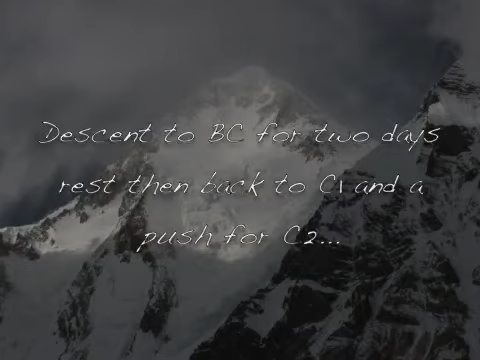 Descent to BC for two days
rest then back to C1 and a
push for C2...